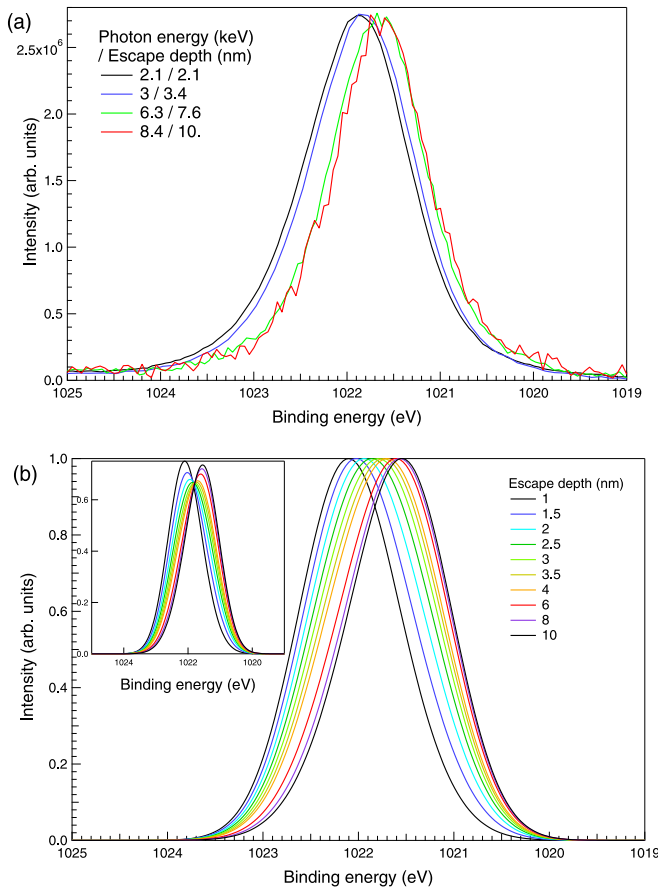 (a)
Photon energy (keV)
/ Escape depth (nm)
2.1 / 2.1
3 / 3.4
6.3 / 7.6
8.4 / 10.
2.5x10⁶
2.0
1.5
1.0
0.5
0.0
Intensity (arb. units)
1025 1024 1023 1022 1021 1020 1019
Binding energy (eV)
(b)
1.0
0.8
0.6
0.4
0.2
0.0
Intensity (arb. units)
0.6
0.4
0.2
0.0
1024 1022 1020
Binding energy (eV)
Escape depth (nm)
1
1.5
2
2.5
3
3.5
4
6
8
10
1025 1024 1023 1022 1021 1020 1019
Binding energy (eV)